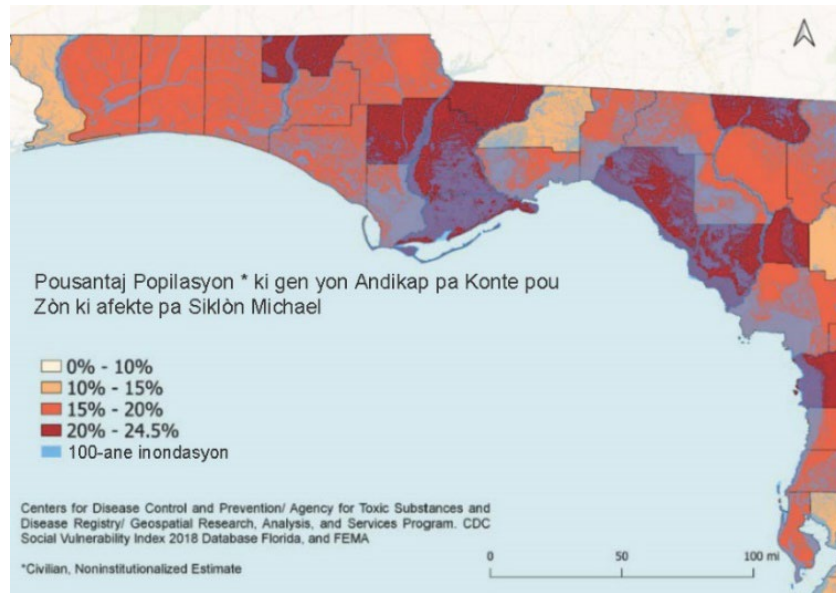 Pousantaj Popilasyon * ki gen yon Andikap pa Konte pou
Zòn ki afekte pa Siklòn Michael
0% - 10%
10% - 15%
15% - 20%
20% - 24.5%
100-ane inondasyon
Centers for Disease Control and Prevention/ Agency for Toxic Substances and
Disease Registry/ Geospatial Research, Analysis, and Services Program. CDC
Social Vulnerability Index 2018 Database Florida, and FEMA
*Civilian, Noninstitutionalized Estimate
0 50 100 mi